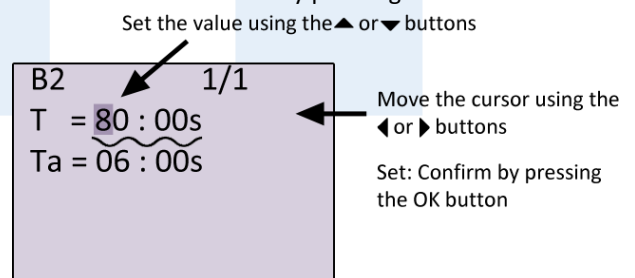 Set the value using the ▲ or ▼ buttons
B2 1/1
T = 80 : 00s
Ta = 06 : 00s
Move the cursor using the
◀ or ▶ buttons
Set: Confirm by pressing
the OK button